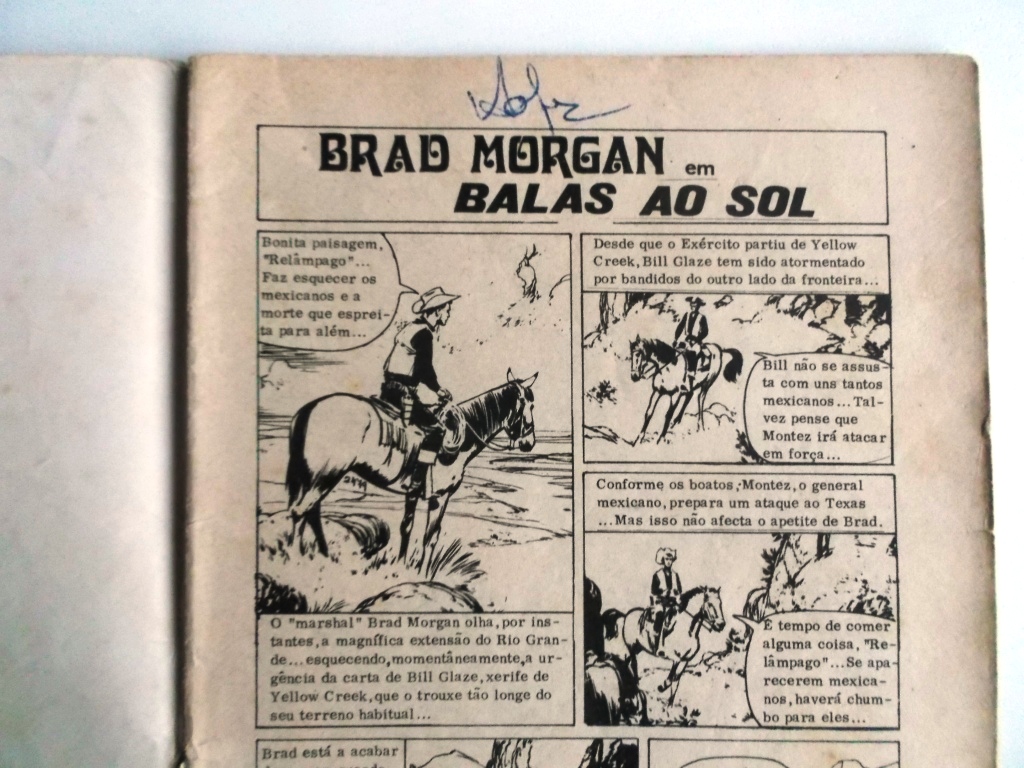 BRAD MORGAN em
BALAS AO SOL
Bonita paisagem,
"Relâmpago"...
Faz esquecer os
mexicanos e a
morte que esprei-
ta para além...
O "marshal" Brad Morgan olha, por ins-
tantes, a magnífica extensão do Rio Gran-
de...esquecendo, momentâneamente, a ur-
gência da carta de Bill Glaze, xerife de
Yellow Creek, que o trouxe tão longe do
seu terreno habitual...
Desde que o Exército partiu de Yellow
Creek, Bill Glaze tem sido atormentado
por bandidos do outro lado da fronteira...
Bill não se assus
ta com uns tantos
mexicanos... Tal-
vez pense que
Montez irá atacar
em força...
Conforme os boatos, Montez, o general
mexicano, prepara um ataque ao Texas
...Mas isso não afecta o apetite de Brad.
É tempo de comer
alguma coisa, "Re-
lâmpago"...Se apa-
recerem mexica-
nos, haverá chum-
bo para eles...
Brad está a acabar